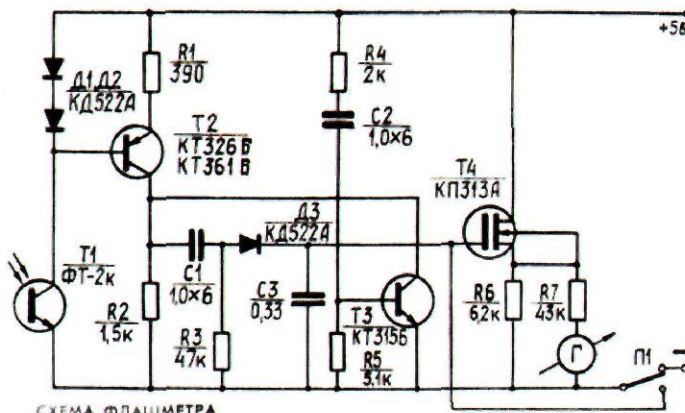 +5в
R1
390
R4
2к
Д1,Д2
КД522А
Т2
КТ326В
КТ361В
С2
1,0×6
Т4
КП313А
Д3
КД522А
Т1
ФТ-2к
С1
1,0×6
С3
0,33
R2
1,5к
R3
47к
Т3
КТ315Б
R5
5.1к
R6
6,2к
R7
43к
Г
П1
СХЕМА ФЛАШМЕТРА